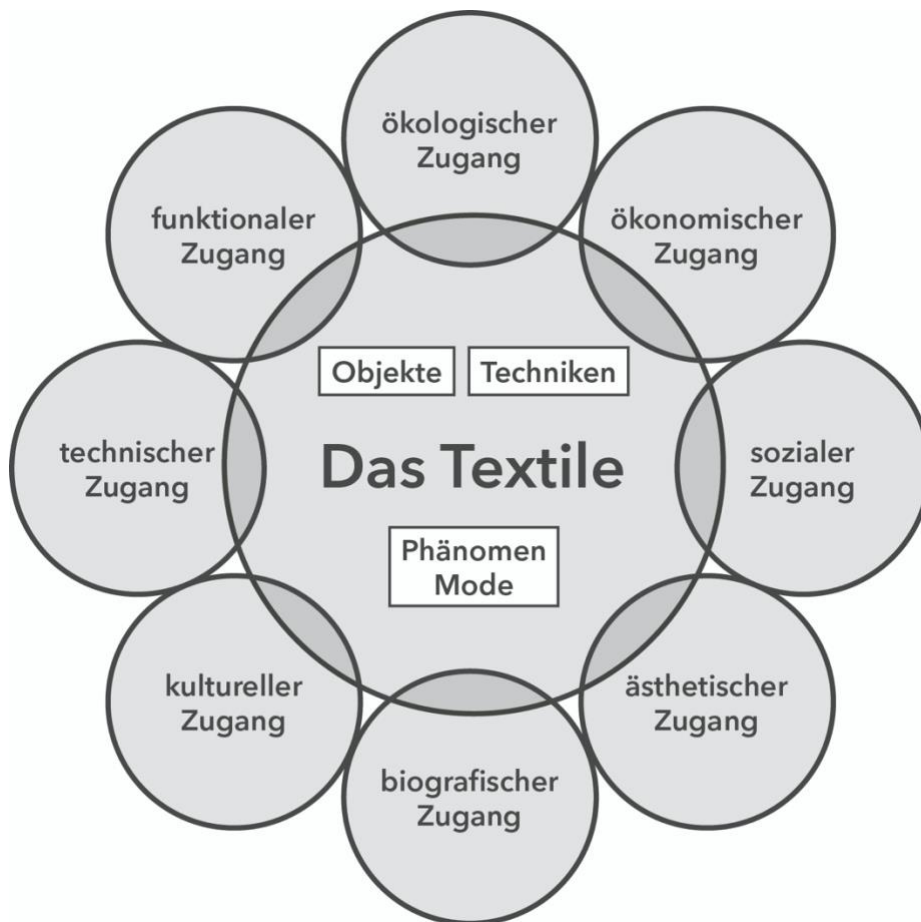 ökologischer
Zugang
funktionaler
Zugang
ökonomischer
Zugang
Objekte
Techniken
technischer
Zugang
Das Textile
sozialer
Zugang
Phänomen
Mode
kultureller
Zugang
ästhetischer
Zugang
biografischer
Zugang